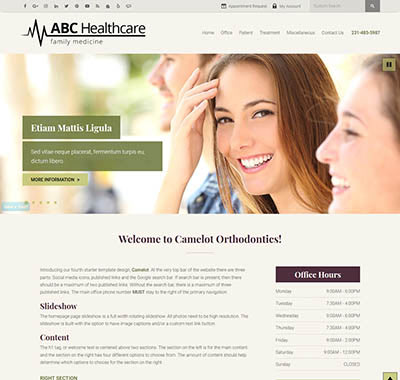 Appointment Request
My Account
Custom Search
ABC Healthcare
family medicine
Home Office Patient Treatment Miscellaneous Contact Us 231-485-5987
Etiam Mattis Ligula
Sed vitae neque placerat, fermentum turpis eu,
dictum libero.
MORE INFORMATION >
Welcome to Camelot Orthodontics!
Introducing our fourth starter template design, Camelot. At the very top bar of the website there are three
parts: Social media icons, published links and the Google search bar. If search bar is present, then there
should be a maximum of two published links. Without the search bar, there is a maximum of three
published links. The main office phone number MUST stay to the right of the primary navigation.
Slideshow
The homepage slide slideshow is a full width rotating slideshow. All photos need to be high resolution. The
slideshow is built with the option to have image captions and/or a custom text link button.
Content
The h1 tag, or welcome text is centered above two sections. The section on the left is for the main content
and the section on the right has four different options to choose from. The amount of content should help
determine which options to choose for the section on the right.
RIGHT SECTION
Office Hours
Monday 9:00AM - 6:00PM
Tuesday 7:30AM - 4:00PM
Wednesday 9:00AM - 6:00PM
Thursday 7:30AM - 4:00PM
Friday 9:00AM - 2:00PM
Saturday 9:00AM - 12:00PM
Sunday CLOSED